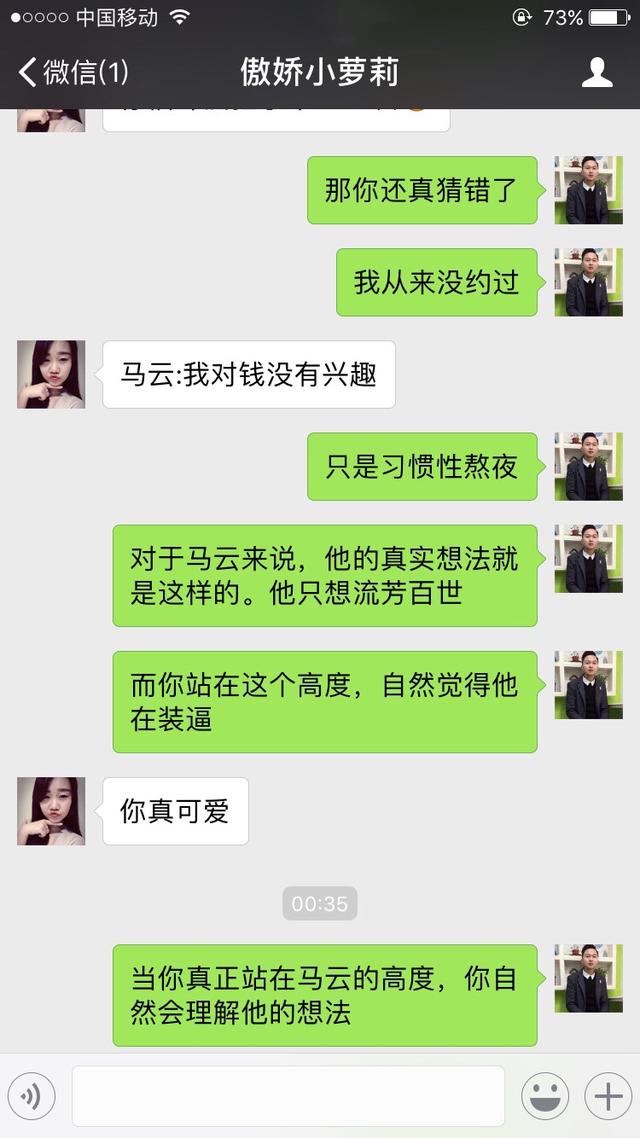 中国移动
73%
微信(1)
傲娇小萝莉
那你还真猜错了
我从来没约过
马云:我对钱没有兴趣
只是习惯性熬夜
对于马云来说，他的真实想法就
是这样的。他只想流芳百世
而你站在这个高度，自然觉得他
在装逼
你真可爱
00:35
当你真正站在马云的高度，你自
然会理解他的想法